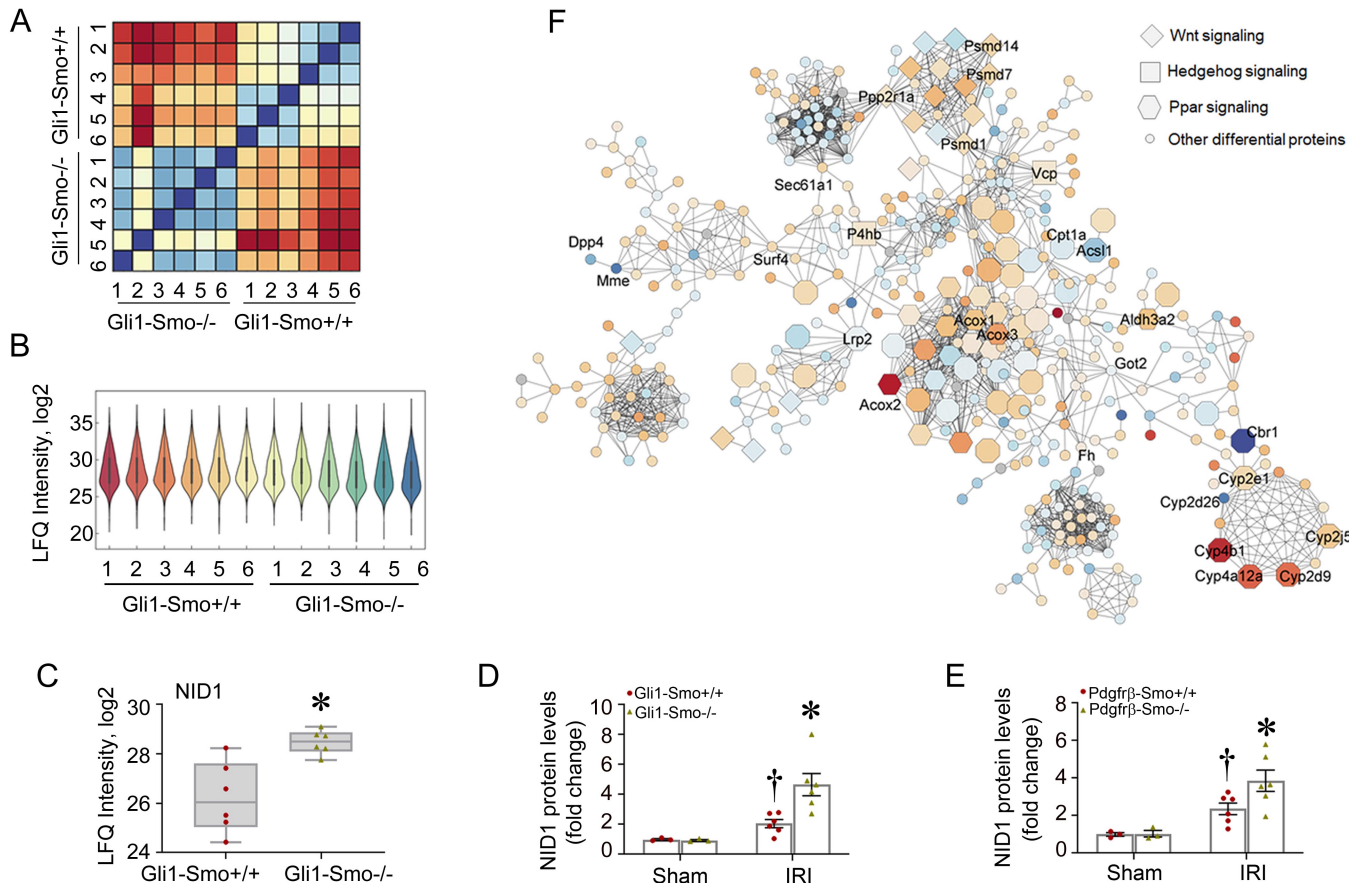 A
Gli1-Smo+/+
1
2
3
4
5
6
Gli1-Smo-/-
1
2
3
4
5
6
1 2 3 4 5 6 1 2 3 4 5 6
Gli1-Smo-/- Gli1-Smo+/+
B
LFQ Intensity, log2
35
30
25
20
1 2 3 4 5 6 1 2 3 4 5 6
Gli1-Smo+/+ Gli1-Smo-/-
C
NID1
*
LFQ Intensity, log2
30
28
26
24
Gli1-Smo+/+ Gli1-Smo-/-
D
Gli1-Smo+/+
Gli1-Smo-/-
NID1 protein levels
(fold change)
10
8
6
4
2
0
† *
Sham IRI
E
Pdgfrβ-Smo+/+
Pdgfrβ-Smo-/-
NID1 protein levels
(fold change)
8
6
4
2
0
† *
Sham IRI
F
Wnt signaling
Hedgehog signaling
Ppar signaling
Other differential proteins
Psmd14
Psmd7
Ppp2r1a
Psmd1
Vcp
Sec61a1
P4hb
Cpt1a
Acsl1
Dpp4
Mme
Surf4
Lrp2
Acox1
Acox3
Aldh3a2
Got2
Acox2
Cbr1
Fh
Cyp2e1
Cyp2d26
Cyp2j5
Cyp4b1
Cyp4a12a
Cyp2d9